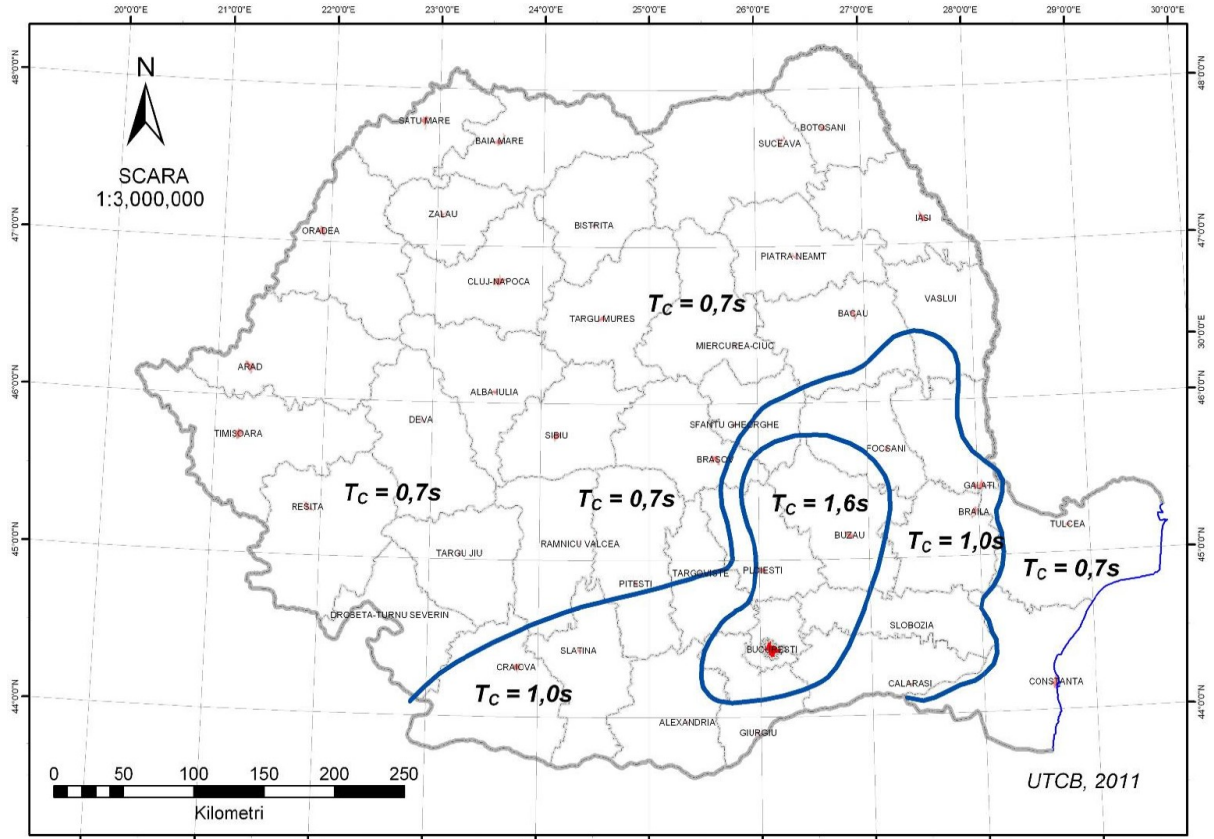 20°0'0"E 21°0'0"E 22°0'0"E 23°0'0"E 24°0'0"E 25°0'0"E 26°0'0"E 27°0'0"E 28°0'0"E 29°0'0"E 30°0'0"E
48°0'0"N
48°0'0"N
N
SCARA
1:3,000,000
SATU MARE
BAIA MARE
BOTOSANI
SUCEAVA
ZALAU
IASI
47°0'0"N
ORADEA
BISTRITA
47°0'0"N
PIATRA-NEAMT
CLUJ-NAPOCA
VASLUI
T_C = 0,7s
TARGU-MURES
BACAU
30°0'0"E
MIERCUREA-CIUC
ARAD
46°0'0"N
ALBA-IULIA
46°0'0"N
DEVA
SFANTU GHEORGHE
TIMISOARA
SIBIU
FOCSANI
BRASOV
GALATI
T_C = 0,7s
T_C = 0,7s
T_C = 1,6s
RESITA
BRAILA
TULCEA
BUZAU
T_C = 1,0s
45°0'0"N
RAMNICU VALCEA
45°0'0"N
TARGU JIU
T_C = 0,7s
TARGOVISTE
PLOIESTI
PITESTI
DROBETA-TURNU SEVERIN
SLOBOZIA
SLATINA
BUCURESTI
CRAIOVA
CALARASI
CONSTANTA
44°0'0"N
T_C = 1,0s
44°0'0"N
ALEXANDRIA
GIURGIU
0 50 100 150 200 250
Kilometri
UTCB, 2011